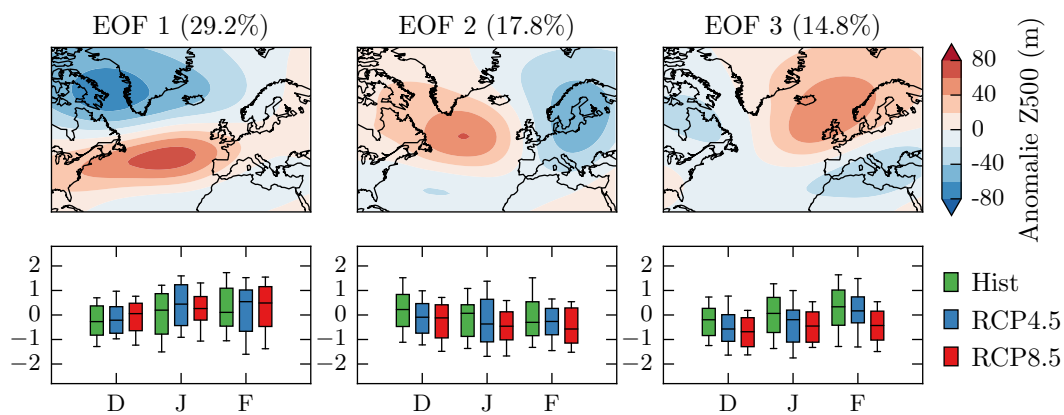 EOF 1 (29.2%) EOF 2 (17.8%) EOF 3 (14.8%)
80
40
0
-40
-80
Anomalie Z500 (m)
2 2 2
1 1 1
0 0 0
−1 −1 −1
−2 −2 −2
D J F D J F D J F
Hist
RCP4.5
RCP8.5